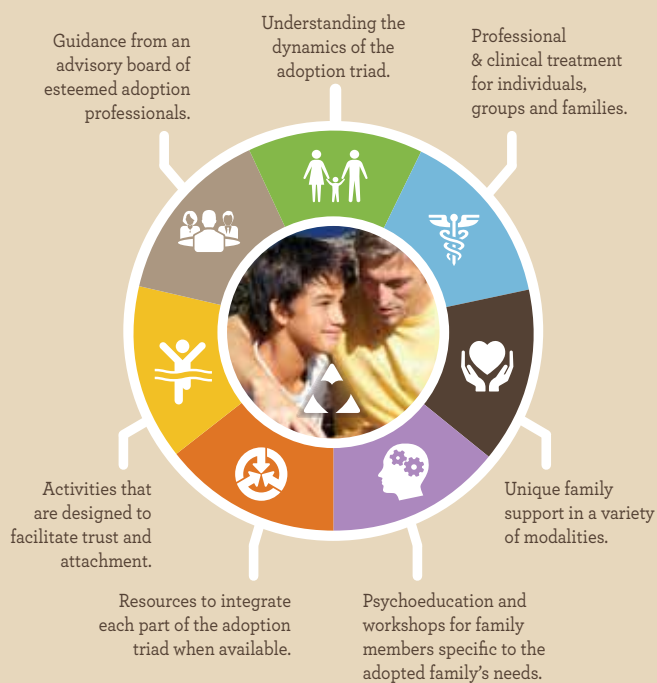 Understanding the
dynamics of the
adoption triad.
Professional
& clinical treatment
for individuals,
groups and families.
Unique family
support in a variety
of modalities.
Psychoeducation and
workshops for family
members specific to the
adopted family's needs.
Resources to integrate
each part of the adoption
triad when available.
Activities that
are designed to
facilitate trust and
attachment.
Guidance from an
advisory board of
esteemed adoption
professionals.